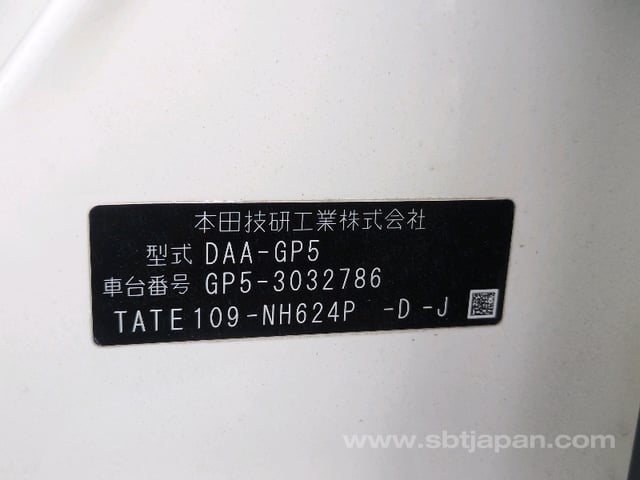 本田技研工業株式会社
型式 DAA-GP5
車台番号 GP5-3032786
TATE109-NH624P -D-J
www.sbtjapan.com